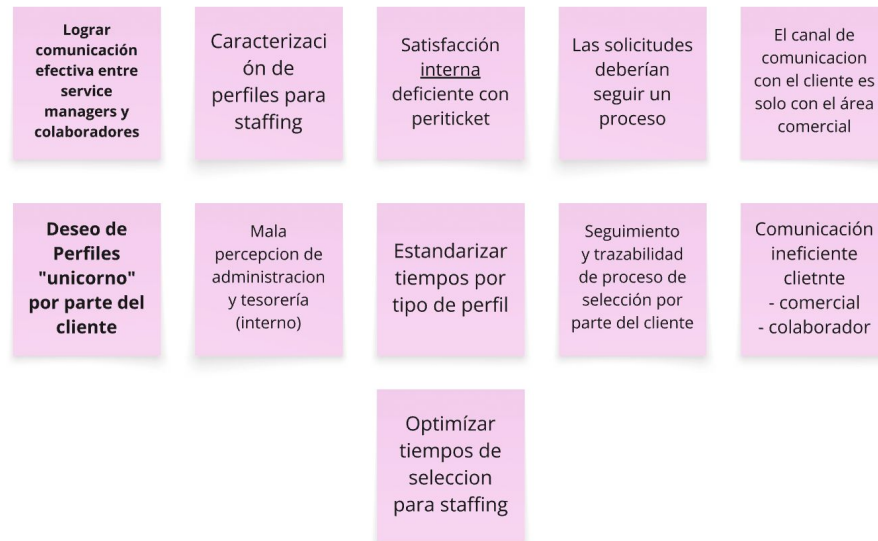 Lograr
comunicación
efectiva entre
service
managers y
colaboradores
Caracterizaci
ón de
perfiles para
staffing
Satisfacción
interna
deficiente con
periticket
Las solicitudes
deberían
seguir un
proceso
El canal de
comunicacion
con el cliente es
solo con el área
comercial
Deseo de
Perfiles
"unicorno"
por parte del
cliente
Mala
percepcion de
administracion
y tesorería
(interno)
Estandarizar
tiempos por
tipo de perfil
Seguimiento
y trazabilidad
de proceso de
selección por
parte del cliente
Comunicación
ineficiente
clietnte
- comercial
- colaborador
Optimízar
tiempos de
seleccion
para staffing